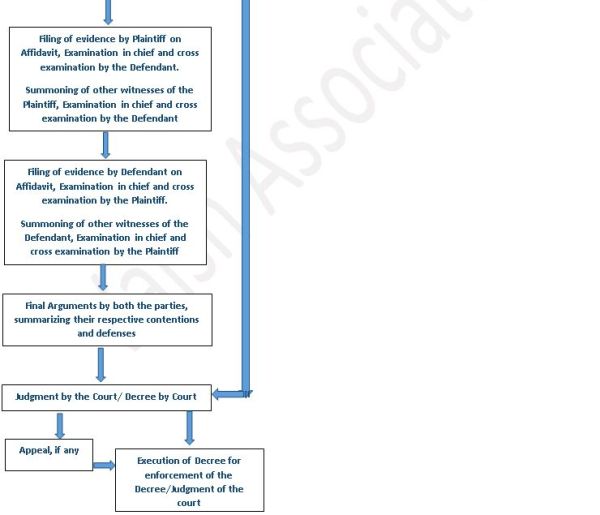 Filing of evidence by Plaintiff on
Affidavit, Examination in chief and cross
examination by the Defendant.
Summoning of other witnesses of the
Plaintiff, Examination in chief and cross
examination by the Defendant
Filing of evidence by Defendant on
Affidavit, Examination in chief and cross
examination by the Plaintiff.
Summoning of other witnesses of the
Defendant, Examination in chief and
cross examination by the Plaintiff
Final Arguments by both the parties,
summarizing their respective contentions
and defenses
Judgment by the Court/ Decree by Court
Appeal, if any
Execution of Decree for
enforcement of the
Decree/Judgment of the
court